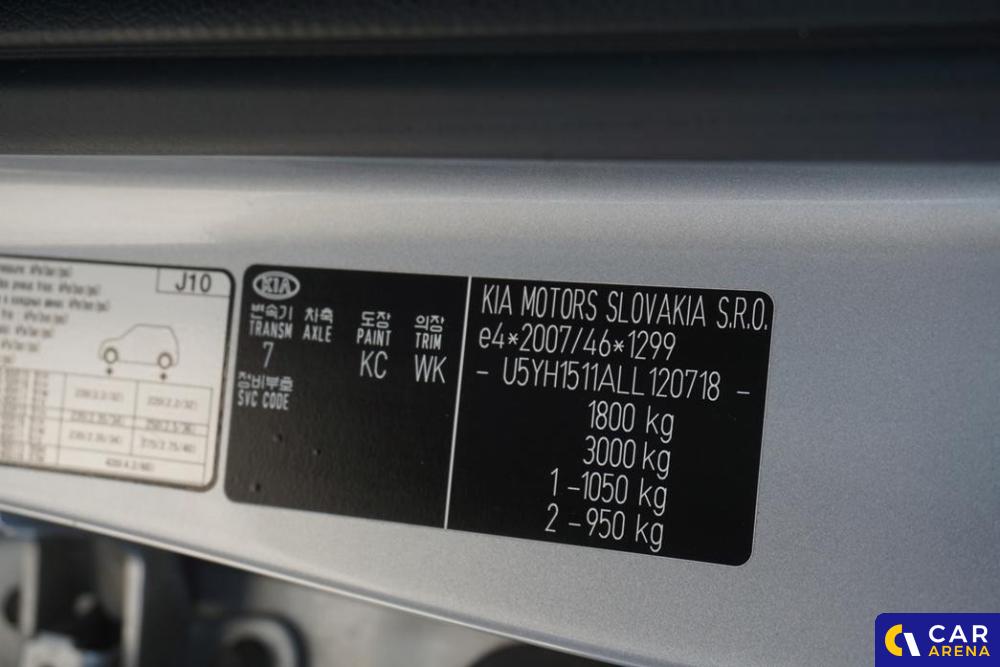 J10
KIA
변속기 차축 도장 의장
TRANSM AXLE PAINT TRIM
7 KC WK
장비부호
SVC CODE
KIA MOTORS SLOVAKIA S.R.O.
e4*2007/46*1299
- U5YH1511ALL120718 -
1800 kg
3000 kg
1 -1050 kg
2 - 950 kg
CAR
ARENA